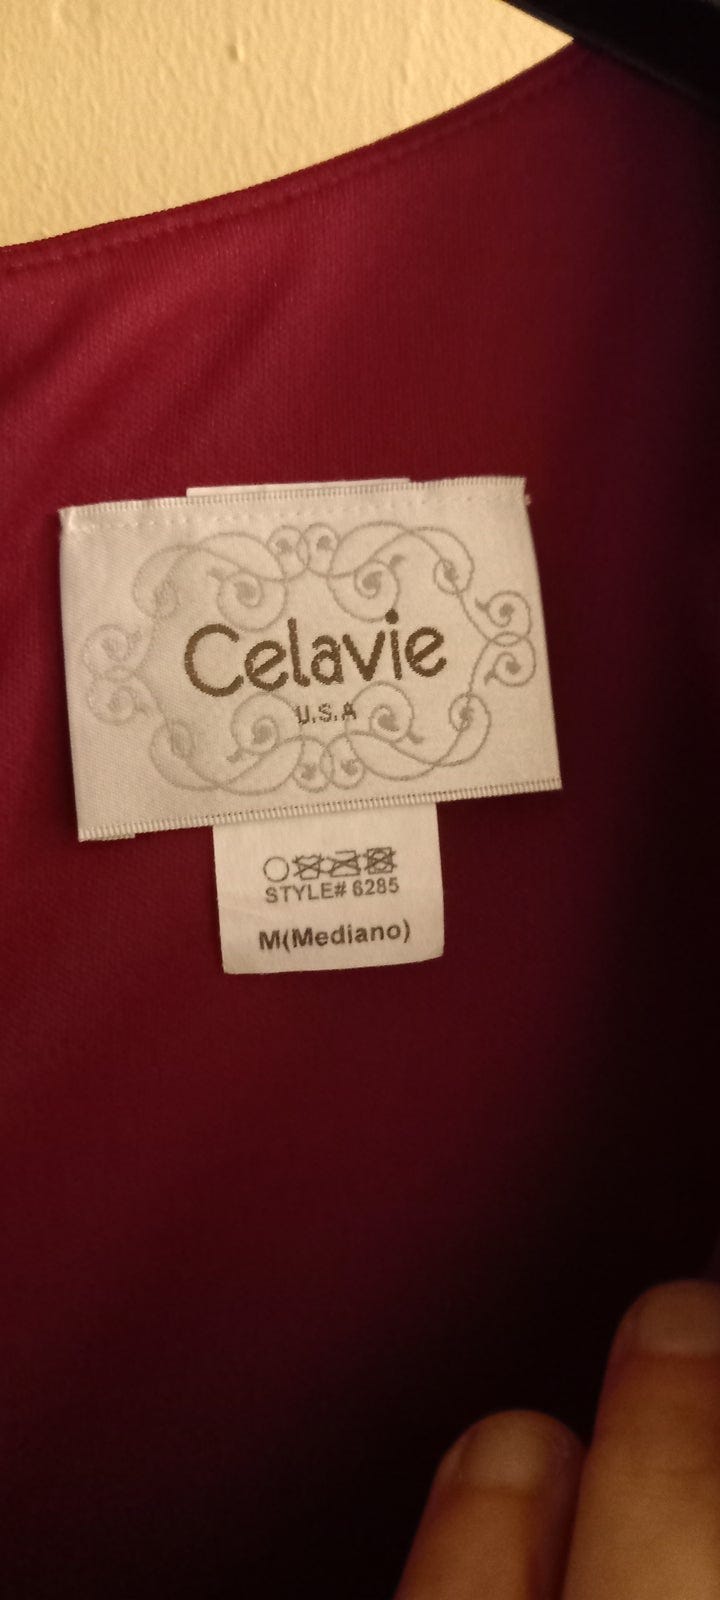 Celavie
U.S.A
STYLE# 6285
M(Mediano)